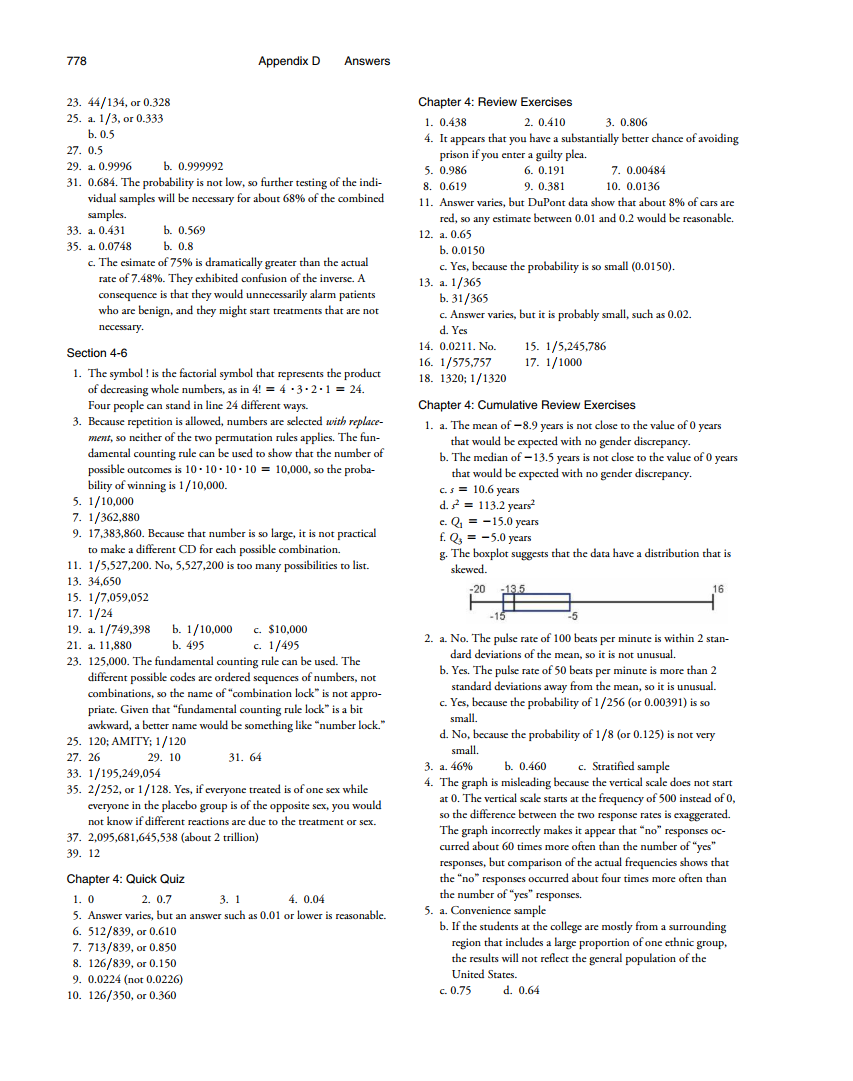 778 Appendix D Answers
23. 44/134, or 0.328
25. a. 1/3, or 0.333
b. 0.5
27. 0.5
29. a. 0.9996 b. 0.999992
31. 0.684. The probability is not low, so further testing of the indi-
vidual samples will be necessary for about 68% of the combined
samples.
33. a. 0.431 b. 0.569
35. a. 0.0748 b. 0.8
c. The esimate of 75% is dramatically greater than the actual
rate of 7.48%. They exhibited confusion of the inverse. A
consequence is that they would unnecessarily alarm patients
who are benign, and they might start treatments that are not
necessary.
Section 4-6
1. The symbol ! is the factorial symbol that represents the product
of decreasing whole numbers, as in 4! = 4 · 3 · 2 · 1 = 24.
Four people can stand in line 24 different ways.
3. Because repetition is allowed, numbers are selected with replace-
ment, so neither of the two permutation rules applies. The fun-
damental counting rule can be used to show that the number of
possible outcomes is 10 · 10 · 10 · 10 = 10,000, so the proba-
bility of winning is 1/10,000.
5. 1/10,000
7. 1/362,880
9. 17,383,860. Because that number is so large, it is not practical
to make a different CD for each possible combination.
11. 1/5,527,200. No, 5,527,200 is too many possibilities to list.
13. 34,650
15. 1/7,059,052
17. 1/24
19. a. 1/749,398 b. 1/10,000 c. $10,000
21. a. 11,880 b. 495 c. 1/495
23. 125,000. The fundamental counting rule can be used. The
different possible codes are ordered sequences of numbers, not
combinations, so the name of “combination lock” is not appro-
priate. Given that “fundamental counting rule lock” is a bit
awkward, a better name would be something like “number lock.”
25. 120; AMITY; 1/120
27. 26 29. 10 31. 64
33. 1/195,249,054
35. 2/252, or 1/128. Yes, if everyone treated is of one sex while
everyone in the placebo group is of the opposite sex, you would
not know if different reactions are due to the treatment or sex.
37. 2,095,681,645,538 (about 2 trillion)
39. 12
Chapter 4: Quick Quiz
1. 0 2. 0.7 3. 1 4. 0.04
5. Answer varies, but an answer such as 0.01 or lower is reasonable.
6. 512/839, or 0.610
7. 713/839, or 0.850
8. 126/839, or 0.150
9. 0.0224 (not 0.0226)
10. 126/350, or 0.360
Chapter 4: Review Exercises
1. 0.438 2. 0.410 3. 0.806
4. It appears that you have a substantially better chance of avoiding
prison if you enter a guilty plea.
5. 0.986 6. 0.191 7. 0.00484
8. 0.619 9. 0.381 10. 0.0136
11. Answer varies, but DuPont data show that about 8% of cars are
red, so any estimate between 0.01 and 0.2 would be reasonable.
12. a. 0.65
b. 0.0150
c. Yes, because the probability is so small (0.0150).
13. a. 1/365
b. 31/365
c. Answer varies, but it is probably small, such as 0.02.
d. Yes
14. 0.0211. No. 15. 1/5,245,786
16. 1/575,757 17. 1/1000
18. 1320; 1/1320
Chapter 4: Cumulative Review Exercises
1. a. The mean of −8.9 years is not close to the value of 0 years
that would be expected with no gender discrepancy.
b. The median of −13.5 years is not close to the value of 0 years
that would be expected with no gender discrepancy.
c. s = 10.6 years
d. s² = 113.2 years²
e. Q₁ = −15.0 years
f. Q₃ = −5.0 years
g. The boxplot suggests that the data have a distribution that is
skewed.
-20 -13.5 16
-15 -5
2. a. No. The pulse rate of 100 beats per minute is within 2 stan-
dard deviations of the mean, so it is not unusual.
b. Yes. The pulse rate of 50 beats per minute is more than 2
standard deviations away from the mean, so it is unusual.
c. Yes, because the probability of 1/256 (or 0.00391) is so
small.
d. No, because the probability of 1/8 (or 0.125) is not very
small.
3. a. 46% b. 0.460 c. Stratified sample
4. The graph is misleading because the vertical scale does not start
at 0. The vertical scale starts at the frequency of 500 instead of 0,
so the difference between the two response rates is exaggerated.
The graph incorrectly makes it appear that “no” responses oc-
curred about 60 times more often than the number of “yes”
responses, but comparison of the actual frequencies shows that
the “no” responses occurred about four times more often than
the number of “yes” responses.
5. a. Convenience sample
b. If the students at the college are mostly from a surrounding
region that includes a large proportion of one ethnic group,
the results will not reflect the general population of the
United States.
c. 0.75 d. 0.64